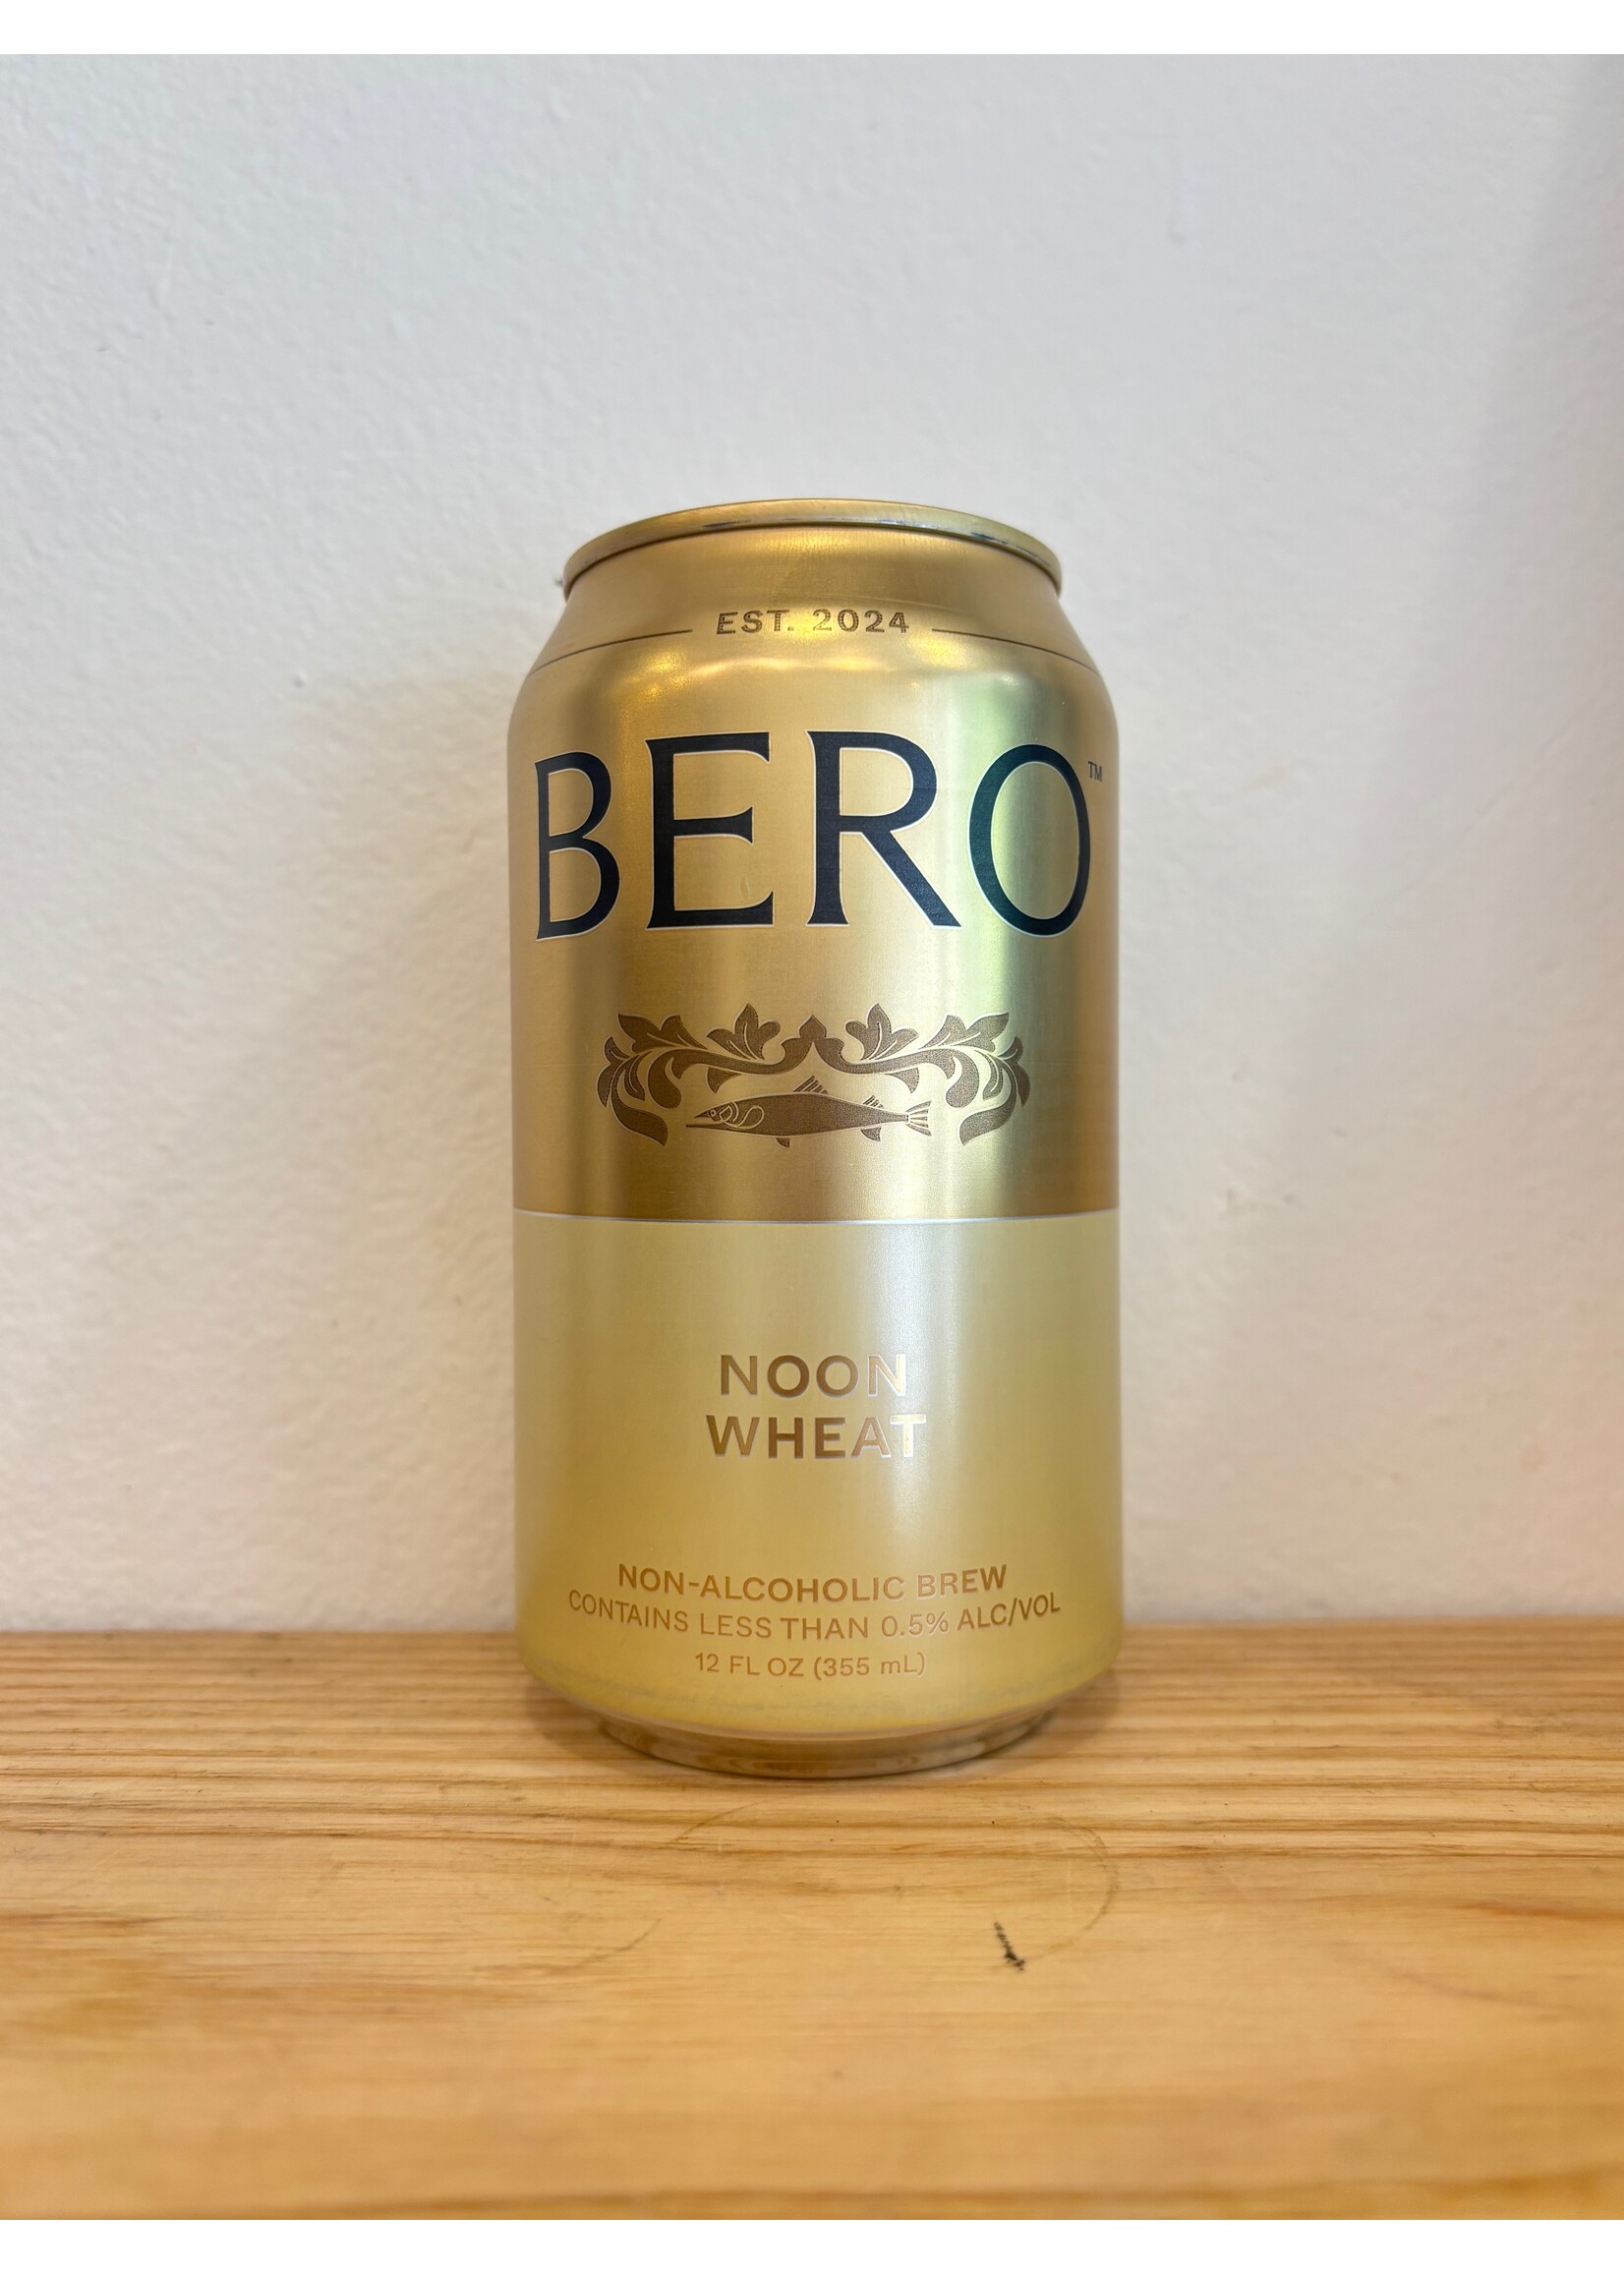 EST. 2024
BERO™
NOON
WHEAT
NON-ALCOHOLIC BREW
CONTAINS LESS THAN 0.5% ALC/VOL
12 FL OZ (355 mL)